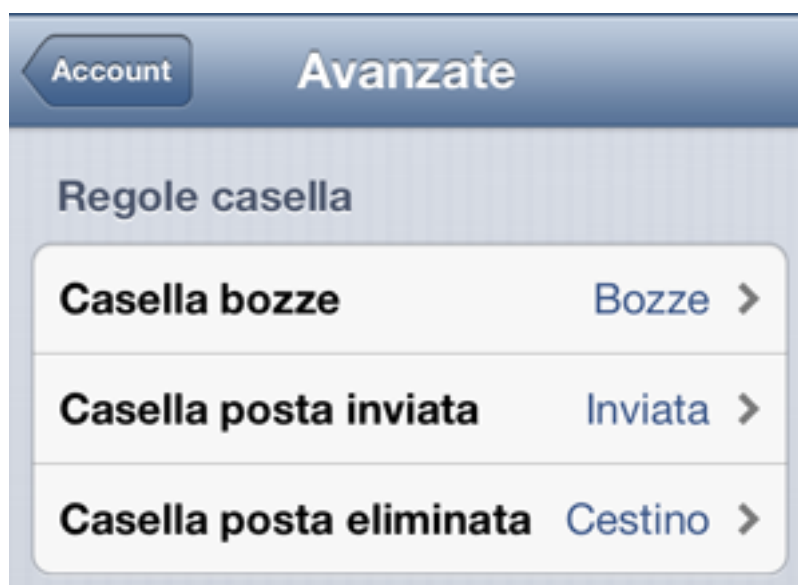 Account Avanzate
Regole casella
Casella bozze Bozze
Casella posta inviata Inviata
Casella posta eliminata Cestino